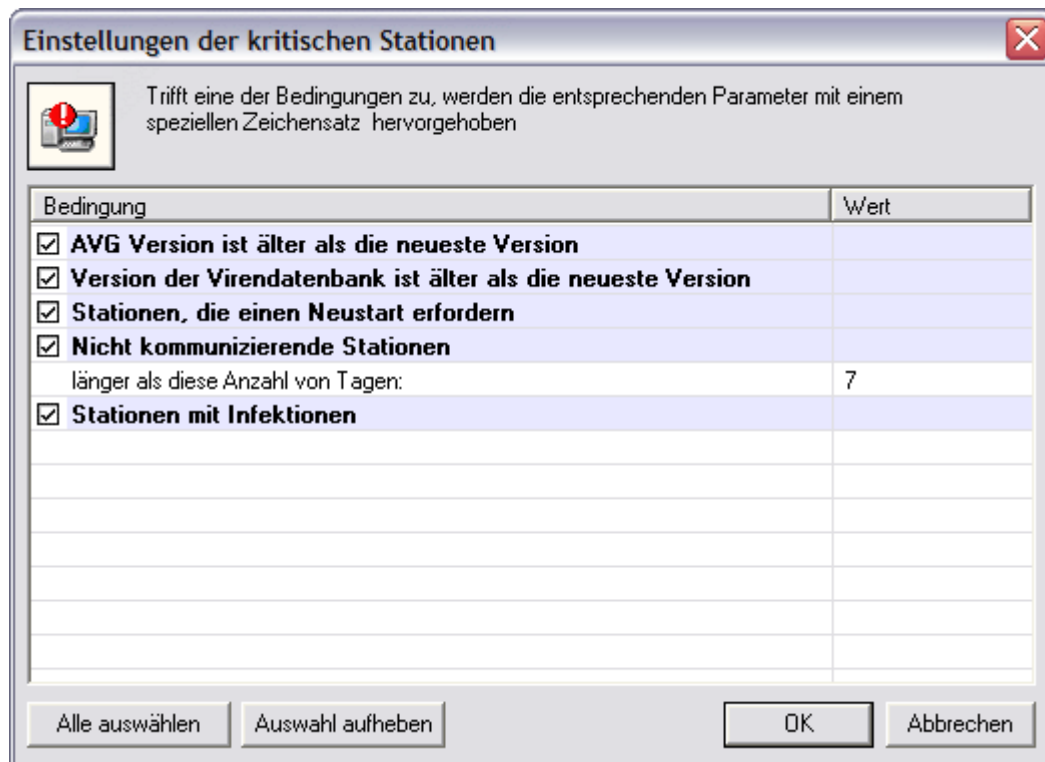 Einstellungen der kritischen Stationen
Trifft eine der Bedingungen zu, werden die entsprechenden Parameter mit einem
speziellen Zeichensatz hervorgehoben
Bedingung Wert
AVG Version ist älter als die neueste Version
Version der Virendatenbank ist älter als die neueste Version
Stationen, die einen Neustart erfordern
Nicht kommunizierende Stationen
länger als diese Anzahl von Tagen: 7
Stationen mit Infektionen
Alle auswählen Auswahl aufheben OK Abbrechen